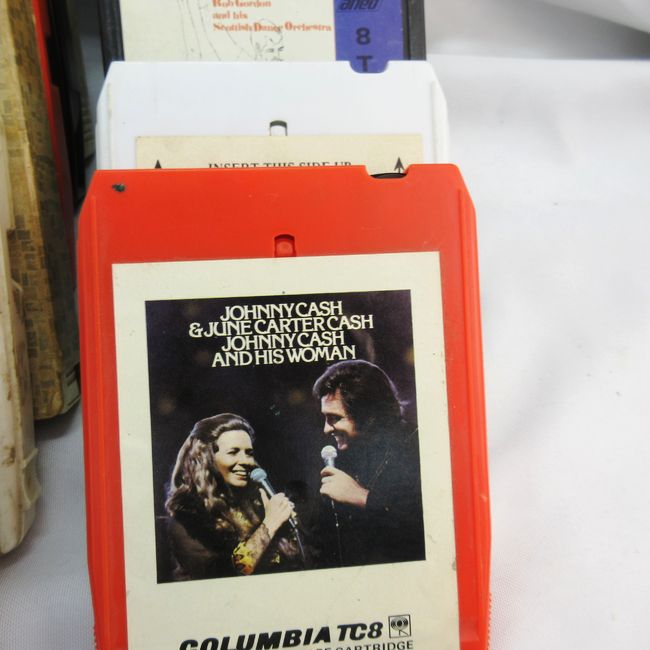 Bob Gordon
and his
Scottish Dance Orchestra
8
T
INSERT THIS SIDE UP
JOHNNY CASH
& JUNE CARTER CASH
JOHNNY CASH
AND HIS WOMAN
COLUMBIA TC8
CARTRIDGE